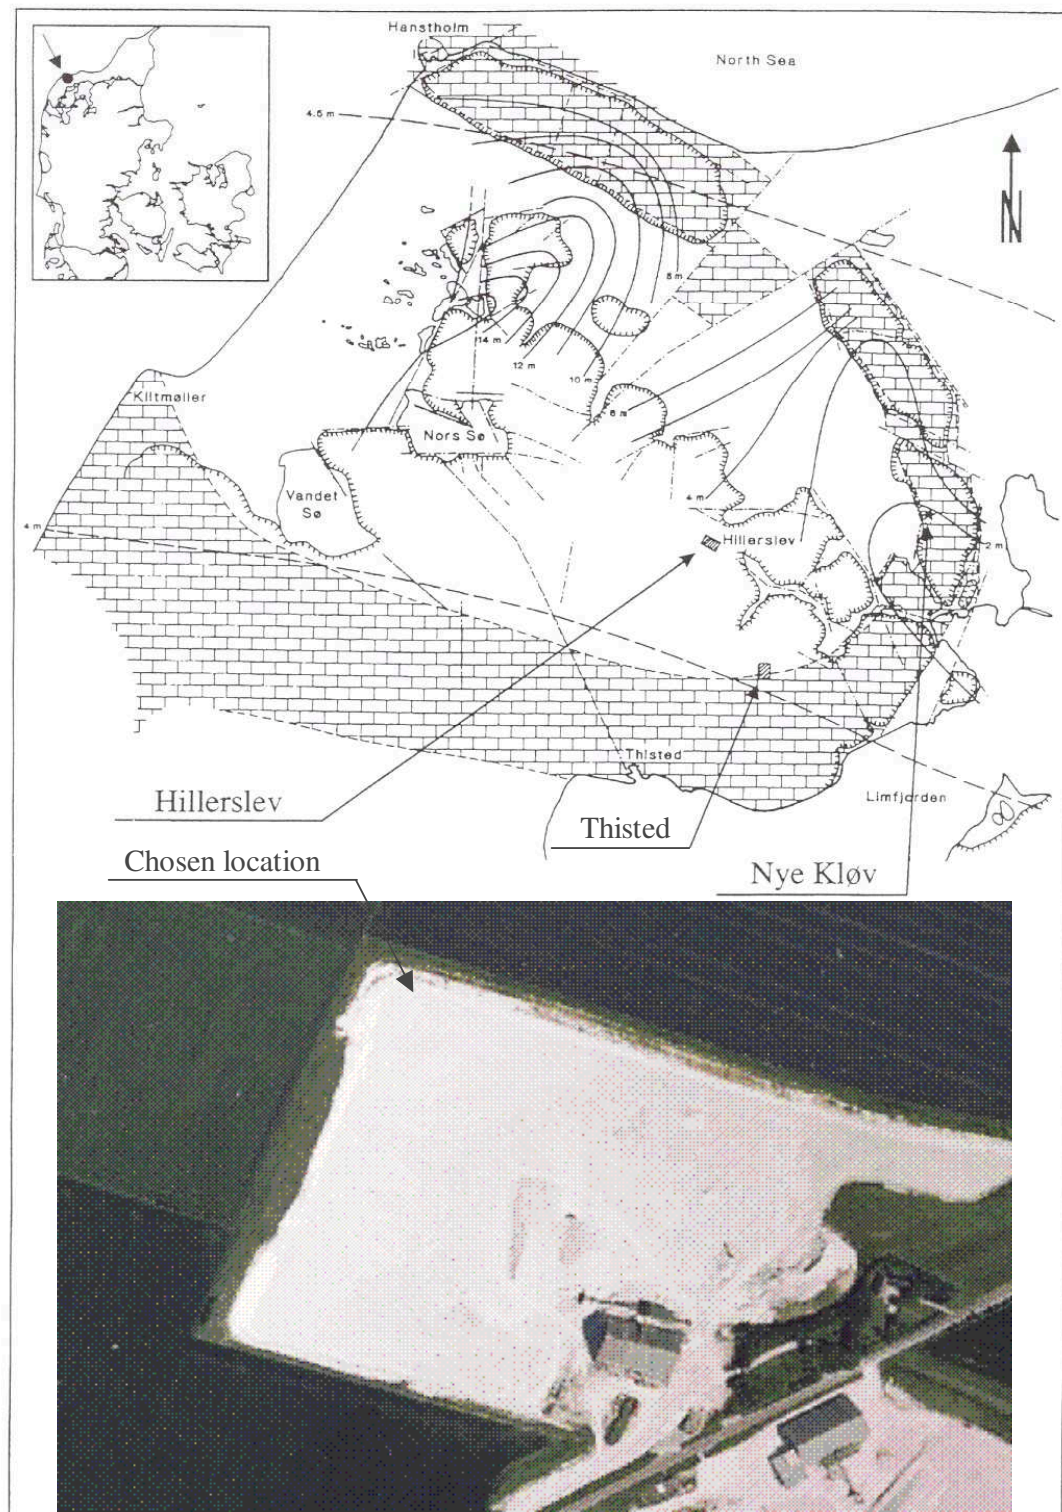 Hanstholm
North Sea
4.5 m
N
8 m
14 m
12 m
10 m
6 m
Klitmøller
Nors Sø
Vandet
Sø
4 m
4 m
Hillerslev
2 m
Thisted
Limfjorden
Hillerslev
Thisted
Nye Kløv
Chosen location